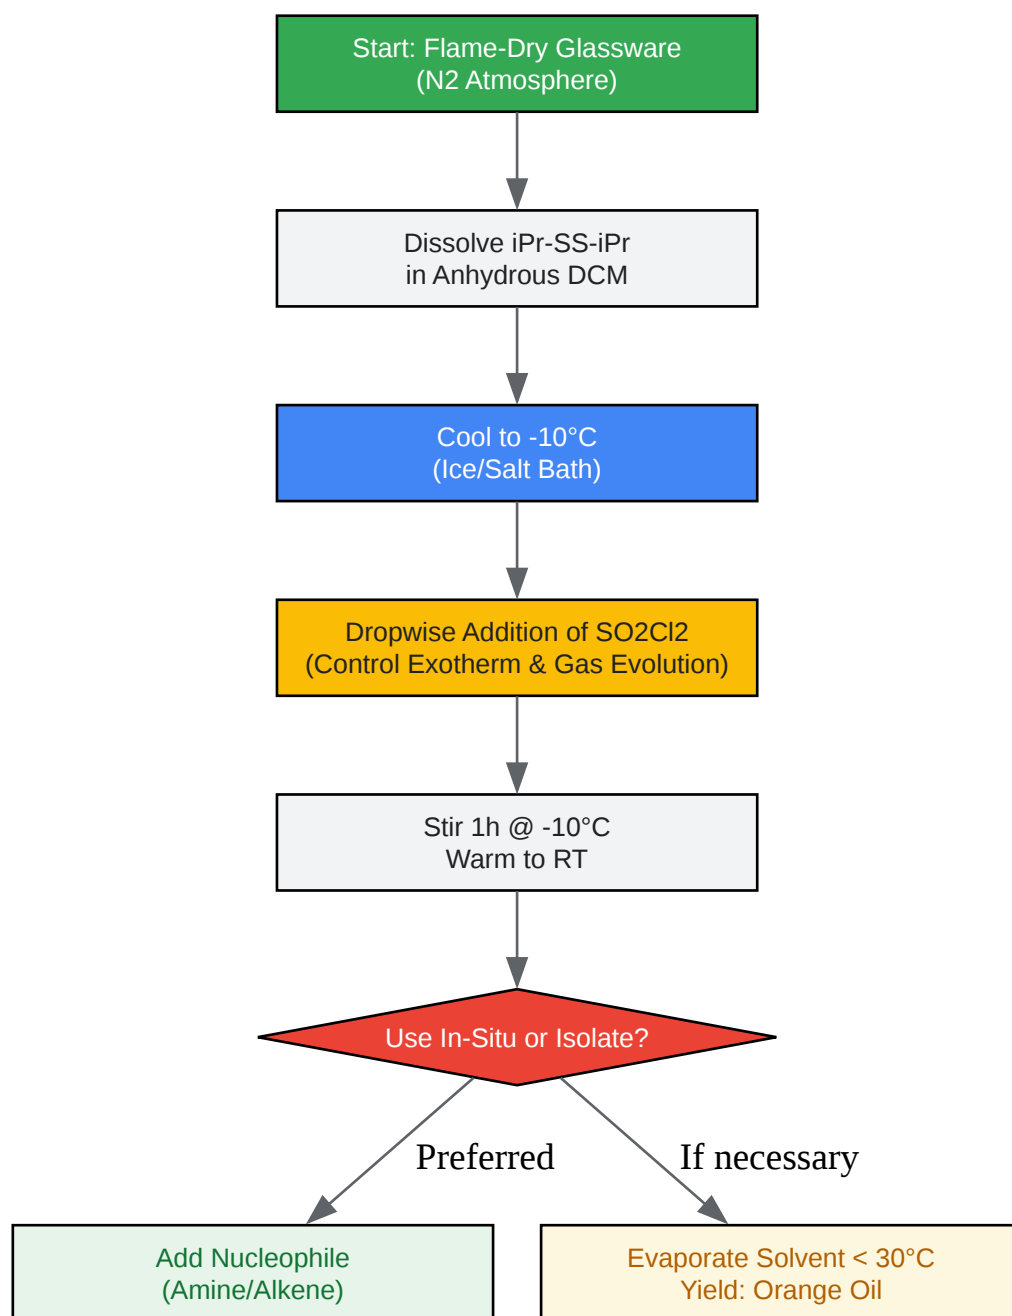 Start: Flame-Dry Glassware
(N2 Atmosphere)
Dissolve iPr-SS-iPr
in Anhydrous DCM
Cool to -10°C
(Ice/Salt Bath)
Dropwise Addition of SO2Cl2
(Control Exotherm & Gas Evolution)
Stir 1h @ -10°C
Warm to RT
Use In-Situ or Isolate?
Preferred
If necessary
Add Nucleophile
(Amine/Alkene)
Evaporate Solvent < 30°C
Yield: Orange Oil